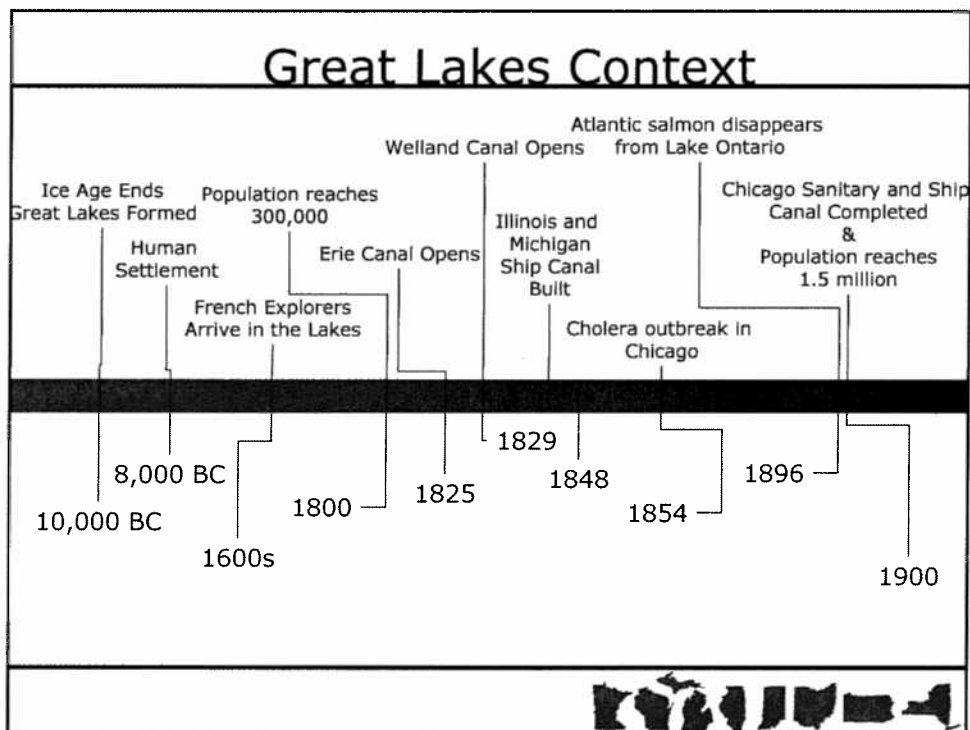 Great Lakes Context
Ice Age Ends
Great Lakes Formed
Human
Settlement
Population reaches
300,000
French Explorers
Arrive in the Lakes
Erie Canal Opens
Welland Canal Opens
Illinois and
Michigan
Ship Canal
Built
Cholera outbreak in
Chicago
Atlantic salmon disappears
from Lake Ontario
Chicago Sanitary and Ship
Canal Completed
&
Population reaches
1.5 million
10,000 BC
8,000 BC
1600s
1800
1825
1829
1848
1854
1896
1900